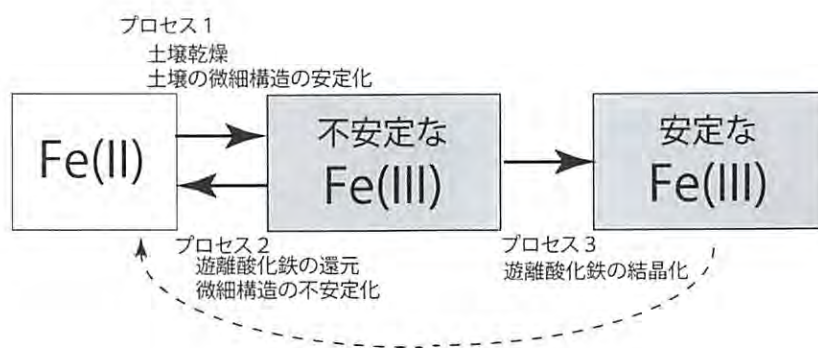 プロセス1
土壌乾燥
土壌の微細構造の安定化
Fe(II)
不安定な
Fe(III)
安定な
Fe(III)
プロセス2
遊離酸化鉄の還元
微細構造の不安定化
プロセス3
遊離酸化鉄の結晶化